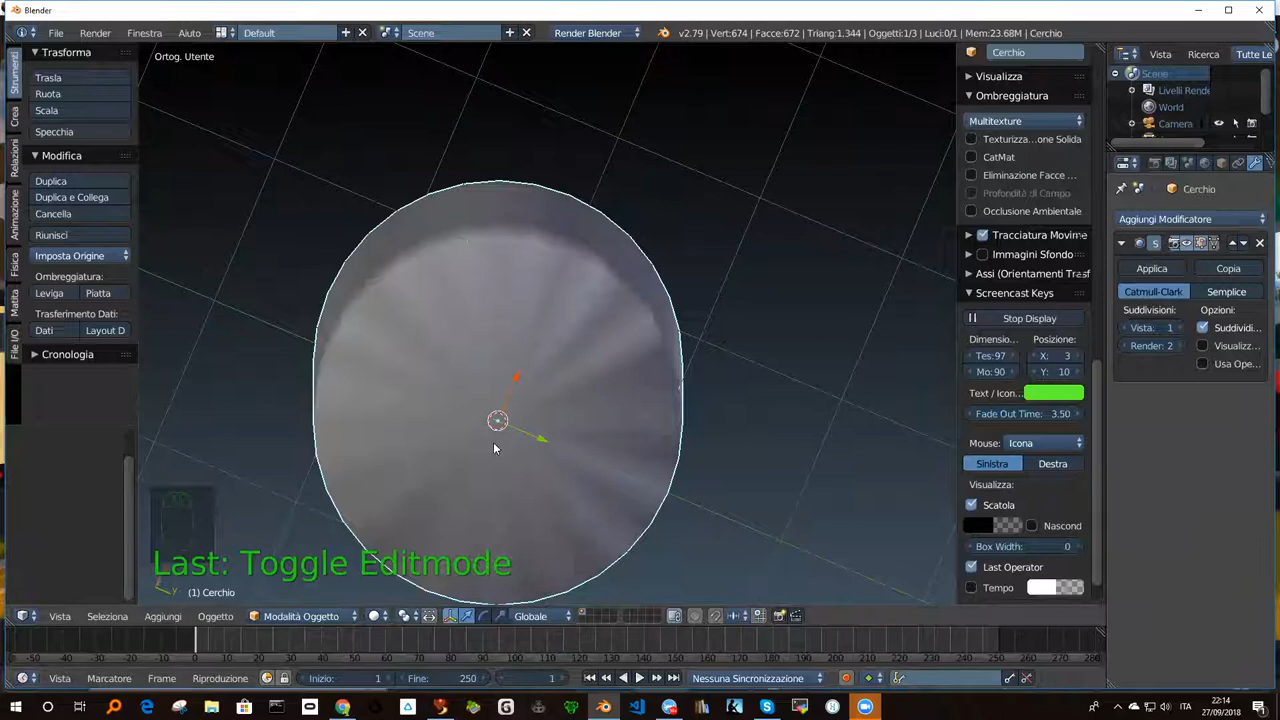 Blender
File Render Finestra Aiuto Default Scene Render Blender v2.79 | Vert:674 | Facce:672 | Triang:1,344 | Oggetti:1/3 | Luci:0/1 | Mem:23.68M | Cerchio
Strumenti
Crea
Relazioni
Animazione
Fisica
Matita
File I/O
Trasforma
Trasla
Ruota
Scala
Specchia
Modifica
Duplica
Duplica e Collega
Cancella
Riunisci
Imposta Origine
Ombreggiatura:
Leviga Piatta
Trasferimento Dati:
Dati Layout D
Cronologia
Ortog. Utente
Last: Toggle Editmode
(1) Cerchio
Cerchio
Visualizza
Ombreggiatura
Multitexture
Texturizza...one Solida
CatMat
Eliminazione Facce ...
Profondità di Campo
Occlusione Ambientale
Tracciatura Movime
Immagini Sfondo
Assi (Orientamenti Trasf
Screencast Keys
Stop Display
Dimensio... Posizione:
Tes:97 X: 3
Mo:90 Y: 10
Text / Icon...
Fade Out Time: 3.50
Mouse: Icona
Sinistra Destra
Visualizza:
Scatola
Nascond
Box Width: 0
Last Operator
Tempo
Vista Ricerca Tutte Le
Scene
Livelli Rende
World
Camera
Cerchio
Aggiungi Modificatore
S
Applica Copia
Catmull-Clark Semplice
Suddivisioni: Opzioni:
Vista: 1 Suddividi...
Render: 2 Visualizz...
Usa Ope...
Vista Seleziona Aggiungi Oggetto Modalità Oggetto Globale
-50 -40 -30 -20 -10 0 10 20 30 40 50 60 70 80 90 100 110 120 130 140 150 160 170 180 190 200 210 220 230 240 250 260 270 280
Vista Marcatore Frame Riproduzione Inizio: 1 Fine: 250 1 Nessuna Sincronizzazione
22:14
ITA 27/09/2018